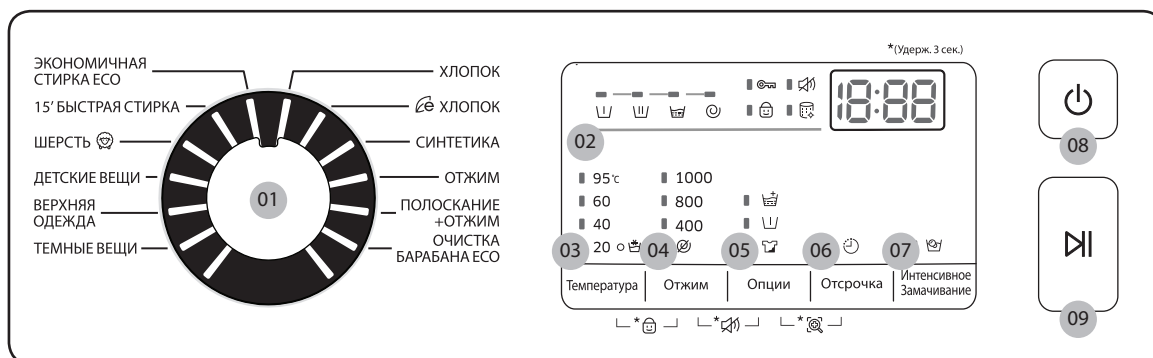 *(Удерж. 3 сек.)
ЭКОНОМИЧНАЯ
СТИРКА ECO
15' БЫСТРАЯ СТИРКА
ШЕРСТЬ
ДЕТСКИЕ ВЕЩИ
ВЕРХНЯЯ
ОДЕЖДА
ТЕМНЫЕ ВЕЩИ
01
ХЛОПОК
e ХЛОПОК
СИНТЕТИКА
ОТЖИМ
ПОЛОСКАНИЕ
+ОТЖИМ
ОЧИСТКА
БАРАБАНА ECO
18:88
02
95°c 1000
60 800
40 400
03 20 04 05 06 07
Температура Отжим Опции Отсрочка Интенсивное
Замачивание
* * *
08
09